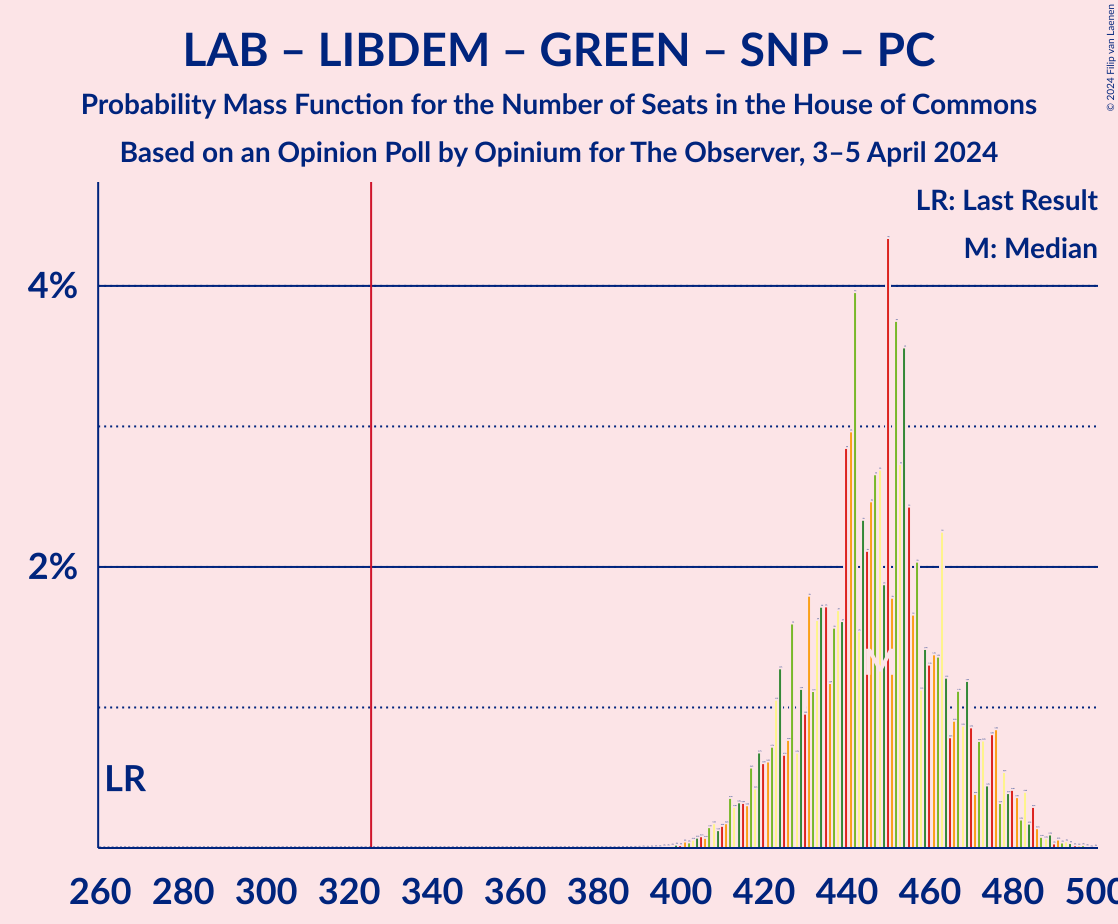 LAB – LIBDEM – GREEN – SNP – PC
Probability Mass Function for the Number of Seats in the House of Commons
Based on an Opinion Poll by Opinium for The Observer, 3–5 April 2024
© 2024 Filip van Laenen
LR: Last Result
M: Median
4%
2%
M
LR
260 280 300 320 340 360 380 400 420 440 460 480 500